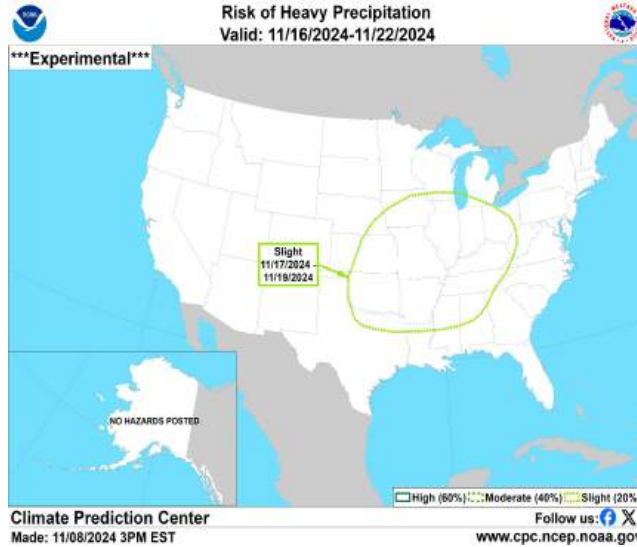 Risk of Heavy Precipitation
Valid: 11/16/2024-11/22/2024
***Experimental***
Slight
11/17/2024 -
11/19/2024
NO HAZARDS POSTED
High (60%) Moderate (40%) Slight (20%
Climate Prediction Center
Follow us:
Made: 11/08/2024 3PM EST
www.cpc.ncep.noaa.gov